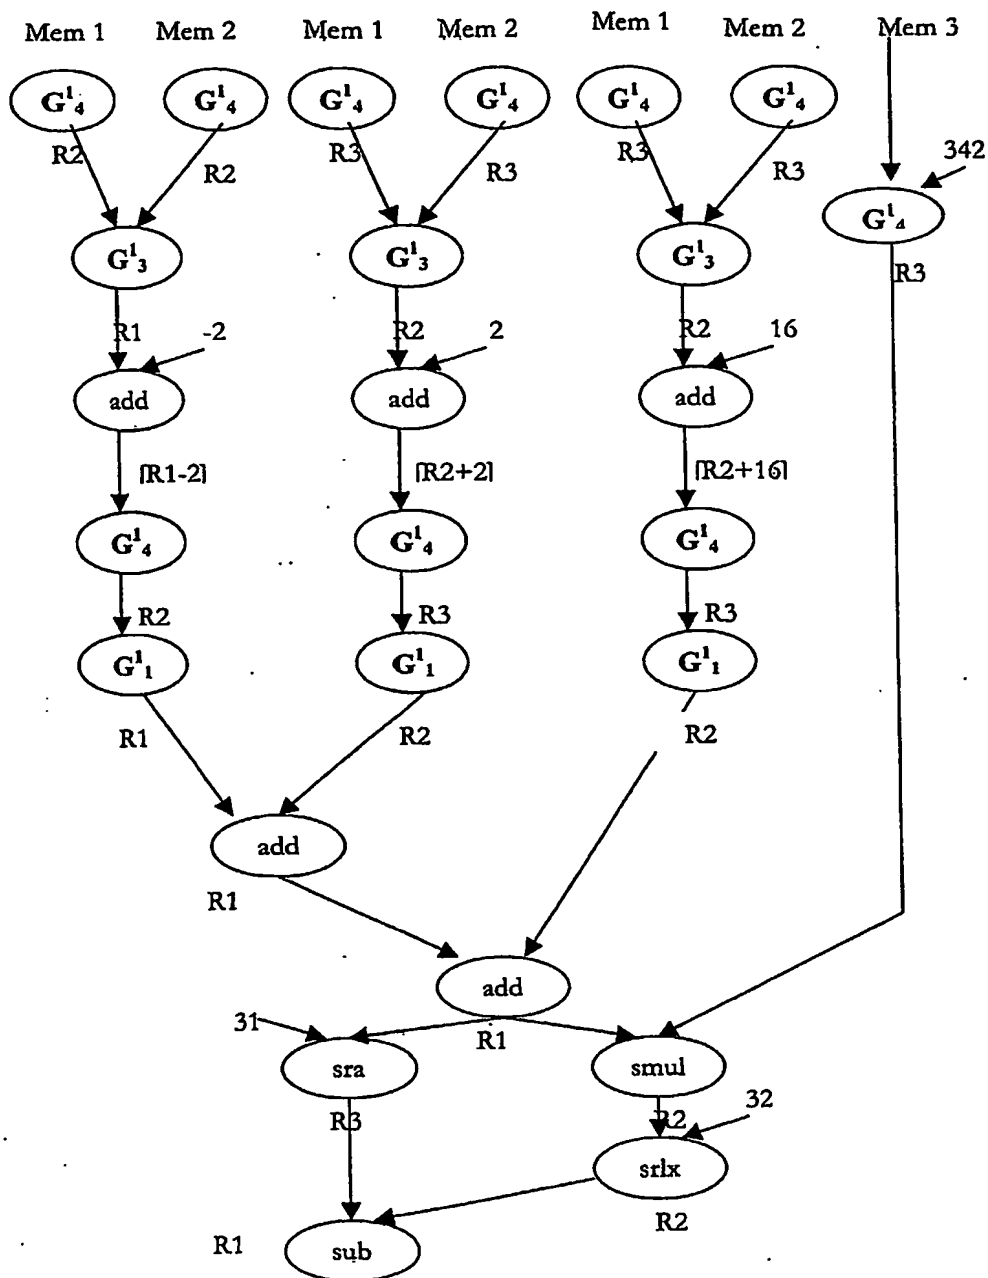 Mem 1 Mem 2 Mem 1 Mem 2 Mem 1 Mem 2 Mem 3
G¹₄ G¹₄ G¹₄ G¹₄ G¹₄ G¹₄
R2 R2 R3 R3 R3 R3 342
G¹₄
G¹₃ G¹₃ G¹₃
R3
R1 -2 R2 2 R2 16
add add add
⌈R1-2⌉ ⌈R2+2⌉ ⌈R2+16⌉
G¹₄ G¹₄ G¹₄
R2 R3 R3
G¹₁ G¹₁ G¹₁
R1 R2 R2
add
R1
add
31 R1
sra smul
R3 R2 32
srlx
R2
R1 sub